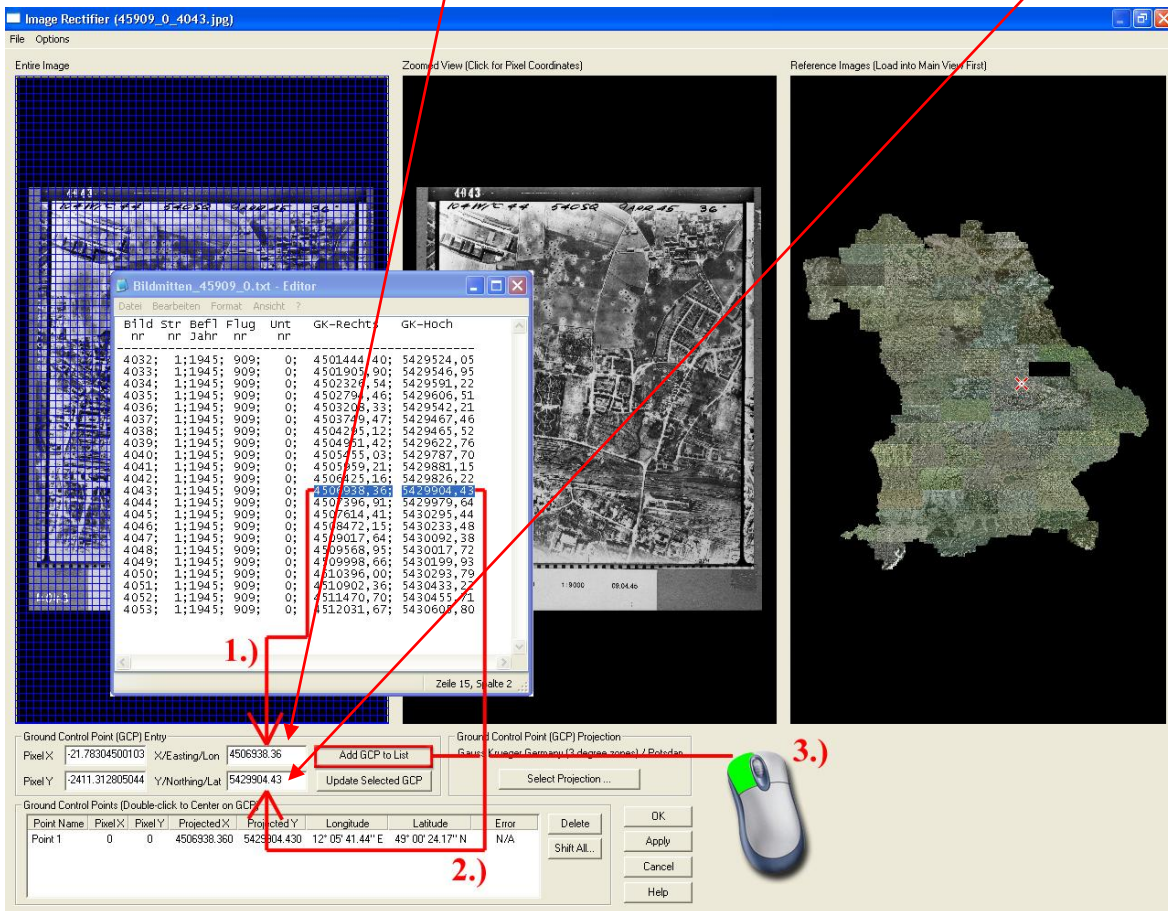 Image Rectifier (45909_0_4043.jpg)
File Options
Entire Image
Zoomed View (Click for Pixel Coordinates)
Reference Images (Load into Main View First)
4043
104W/C 44 540SQ 9APR45 36"
4043
104W/C 44 540SQ 9APR45 36"
1:9000 09.04.45
Bildmitten_45909_0.txt - Editor
Datei Bearbeiten Format Ansicht ?
Bild Str Befl Flug Unt GK-Rechts GK-Hoch
nr nr Jahr nr nr
4032; 1;1945; 909; 0; 4501444,40; 5429524,05
4033; 1;1945; 909; 0; 4501905,90; 5429546,95
4034; 1;1945; 909; 0; 4502326,54; 5429591,22
4035; 1;1945; 909; 0; 4502794,46; 5429606,51
4036; 1;1945; 909; 0; 4503208,33; 5429542,21
4037; 1;1945; 909; 0; 4503749,47; 5429467,46
4038; 1;1945; 909; 0; 4504295,12; 5429465,52
4039; 1;1945; 909; 0; 4504961,42; 5429622,76
4040; 1;1945; 909; 0; 4505455,03; 5429787,70
4041; 1;1945; 909; 0; 4505959,21; 5429881,15
4042; 1;1945; 909; 0; 4506425,16; 5429826,22
4043; 1;1945; 909; 0; 4506938,36; 5429904,43
4044; 1;1945; 909; 0; 4507396,91; 5429979,64
4045; 1;1945; 909; 0; 4507614,41; 5430295,44
4046; 1;1945; 909; 0; 4508472,15; 5430233,48
4047; 1;1945; 909; 0; 4509017,64; 5430092,38
4048; 1;1945; 909; 0; 4509568,95; 5430017,72
4049; 1;1945; 909; 0; 4509998,66; 5430199,93
4050; 1;1945; 909; 0; 4510396,00; 5430293,79
4051; 1;1945; 909; 0; 4510902,36; 5430433,27
4052; 1;1945; 909; 0; 4511470,70; 5430455,71
4053; 1;1945; 909; 0; 4512031,67; 5430605,80
Zeile 15, Spalte 2
1.)
Ground Control Point (GCP) Entry
Pixel X -21.78304500103 X/Easting/Lon 4506938.36 Add GCP to List
Pixel Y -2411.312805044 Y/Northing/Lat 5429904.43 Update Selected GCP
Ground Control Point (GCP) Projection
Gauss Krueger Germany (3 degree zones) / Potsdam
Select Projection ...
3.)
Ground Control Points (Double-click to Center on GCP)
Point Name Pixel X Pixel Y Projected X Projected Y Longitude Latitude Error
Point 1 0 0 4506938.360 5429904.430 12° 05' 41.44" E 49° 00' 24.17" N N/A
2.)
Delete
Shift All...
OK
Apply
Cancel
Help